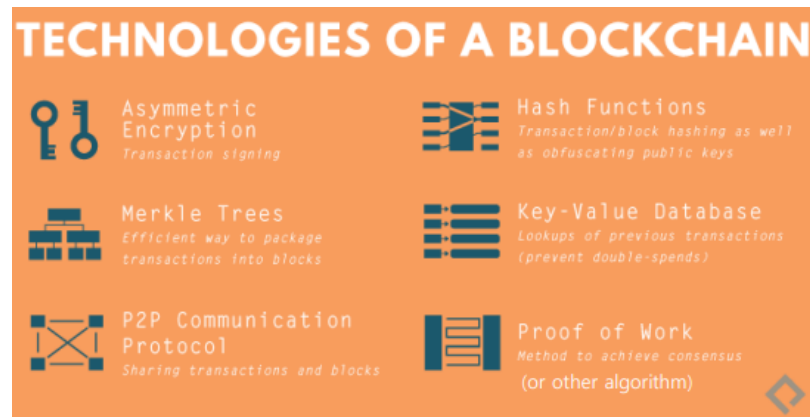 TECHNOLOGIES OF A BLOCKCHAIN
Asymmetric
Encryption
Transaction signing
Hash Functions
Transaction/block hashing as well
as obfuscating public keys
Merkle Trees
Efficient way to package
transactions into blocks
Key-Value Database
Lookups of previous transactions
(prevent double-spends)
P2P Communication
Protocol
Sharing transactions and blocks
Proof of Work
Method to achieve consensus
(or other algorithm)